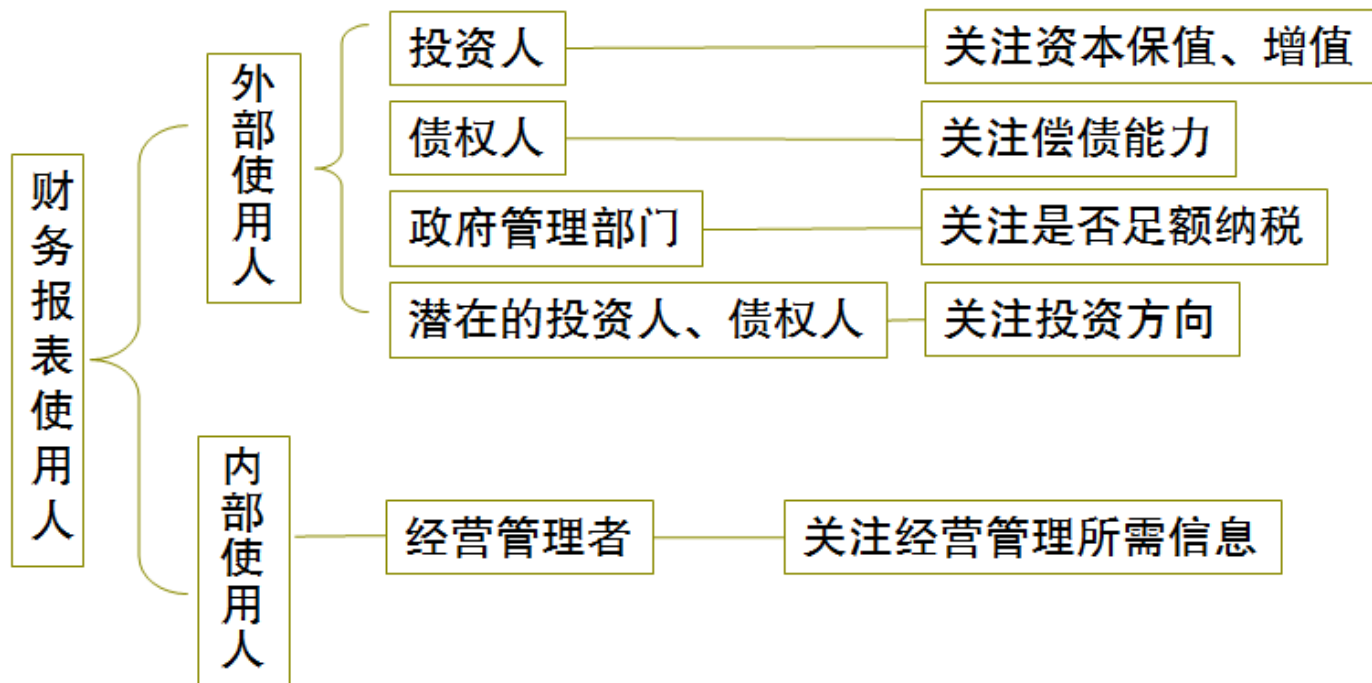 财务报表使用人
外部使用人
投资人
关注资本保值、增值
债权人
关注偿债能力
政府管理部门
关注是否足额纳税
潜在的投资人、债权人
关注投资方向
内部使用人
经营管理者
关注经营管理所需信息